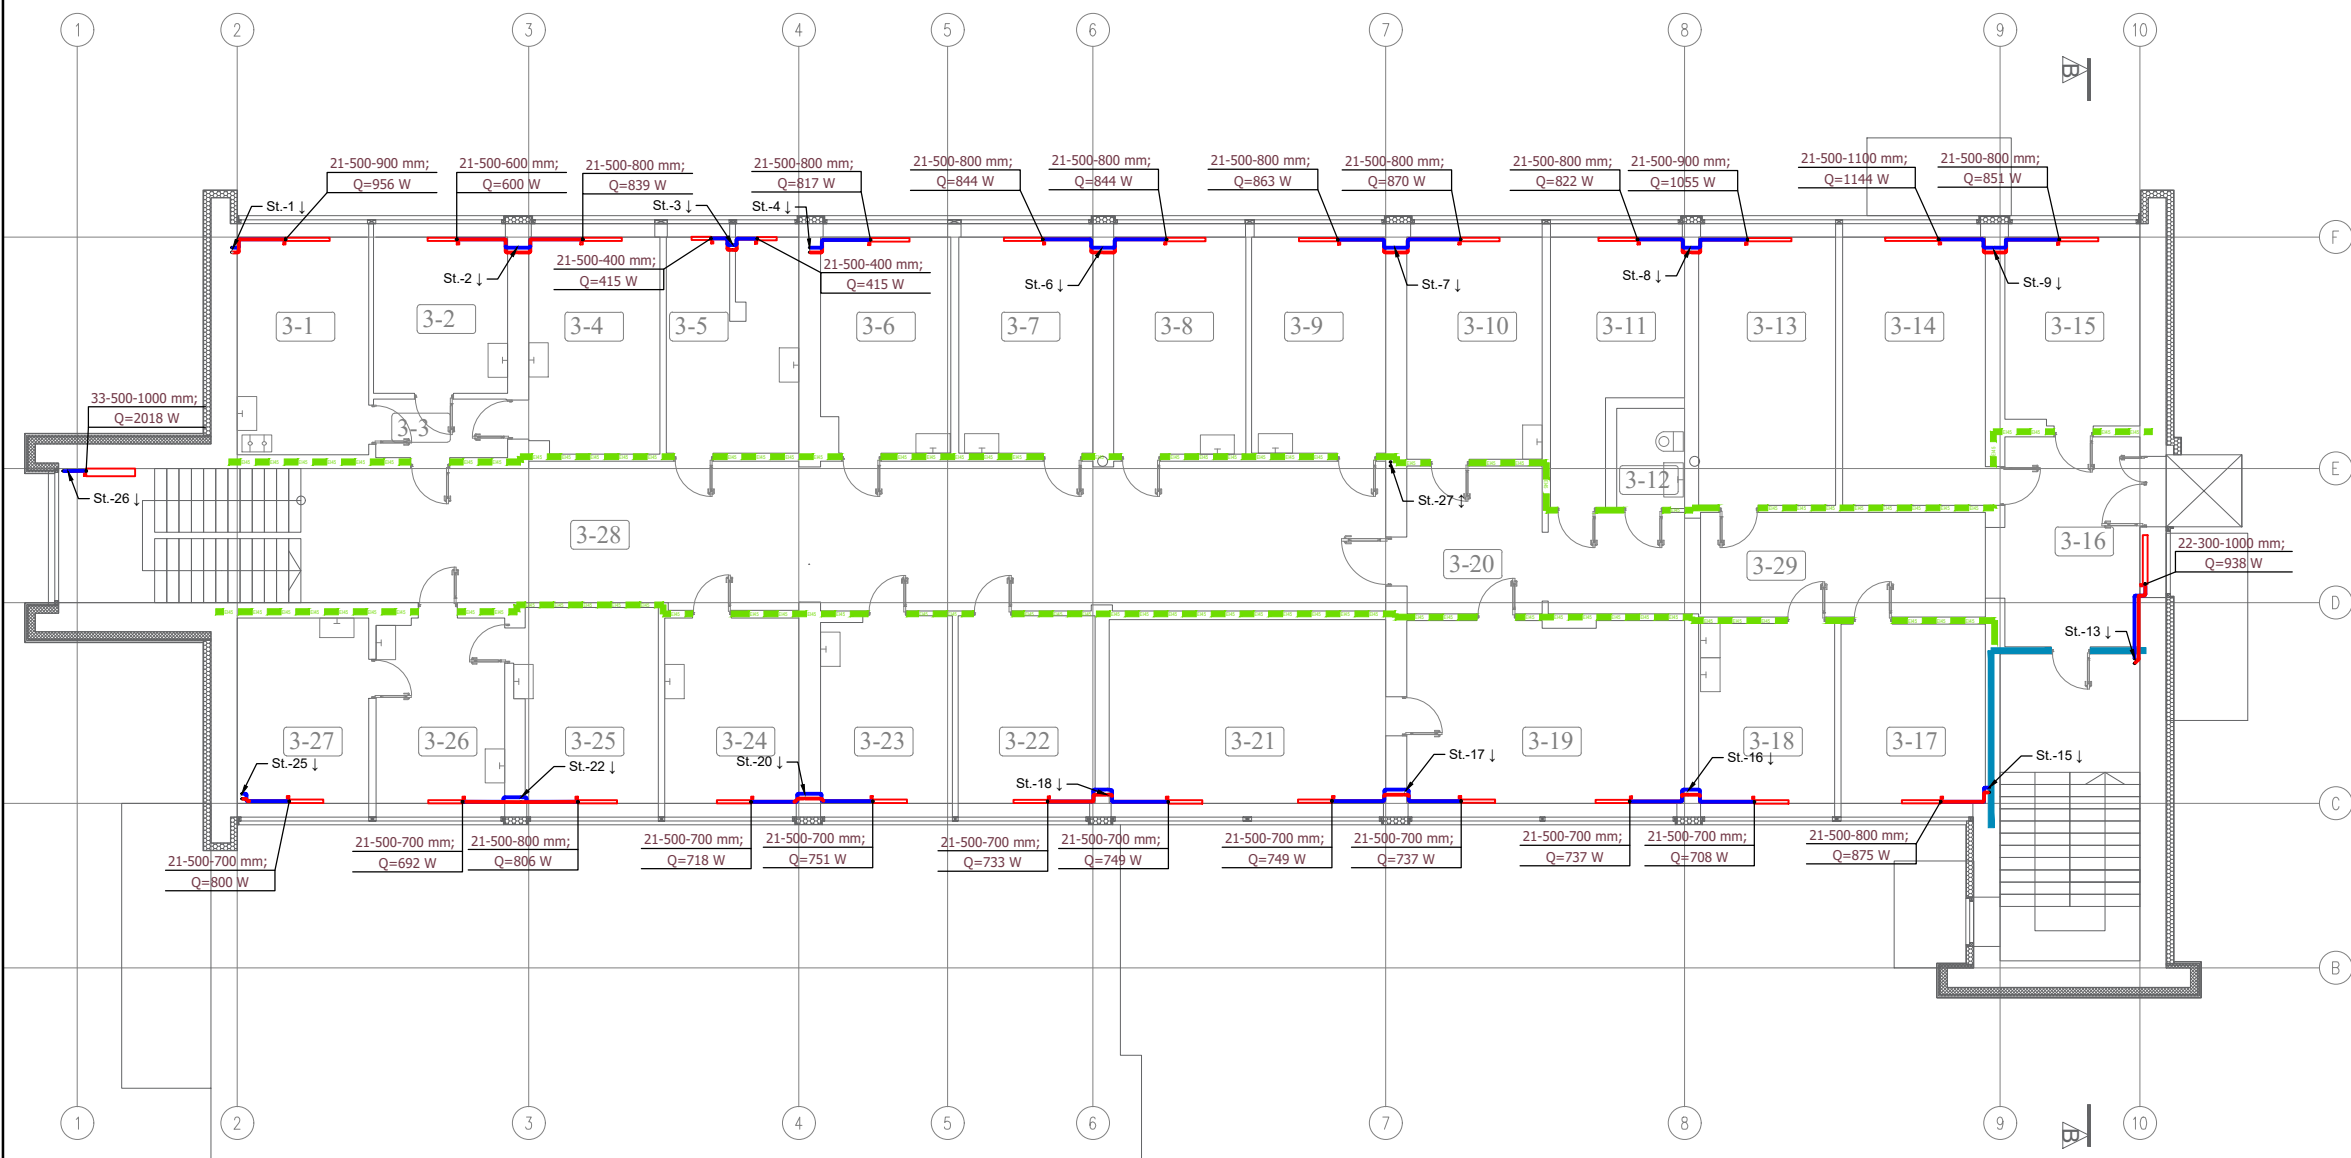 1 2 3 4 5 6 7 8 9 10
B
21-500-900 mm;
Q=956 W
21-500-600 mm;
Q=600 W
21-500-800 mm;
Q=839 W
21-500-800 mm;
Q=817 W
21-500-800 mm;
Q=844 W
21-500-800 mm;
Q=844 W
21-500-800 mm;
Q=863 W
21-500-800 mm;
Q=870 W
21-500-800 mm;
Q=822 W
21-500-900 mm;
Q=1055 W
21-500-1100 mm;
Q=1144 W
21-500-800 mm;
Q=851 W
St.-1 ↓
St.-3 ↓
St.-4 ↓
F
21-500-400 mm;
Q=415 W
21-500-400 mm;
Q=415 W
St.-2 ↓
St.-6 ↓
St.-7 ↓
St.-8 ↓
St.-9 ↓
3-1
3-2
3-4
3-5
3-6
3-7
3-8
3-9
3-10
3-11
3-13
3-14
3-15
33-500-1000 mm;
Q=2018 W
3-3
E
St.-26 ↓
St.-27 ↑
3-12
3-28
3-20
3-29
3-16
22-300-1000 mm;
Q=938 W
D
St.-13 ↓
3-27
3-26
3-25
3-24
3-23
3-22
3-21
3-19
3-18
3-17
St.-25 ↓
St.-22 ↓
St.-20 ↓
St.-18 ↓
St.-17 ↓
St.-16 ↓
St.-15 ↓
C
21-500-700 mm;
Q=800 W
21-500-700 mm;
Q=692 W
21-500-800 mm;
Q=806 W
21-500-700 mm;
Q=718 W
21-500-700 mm;
Q=751 W
21-500-700 mm;
Q=733 W
21-500-700 mm;
Q=749 W
21-500-700 mm;
Q=749 W
21-500-700 mm;
Q=737 W
21-500-700 mm;
Q=737 W
21-500-700 mm;
Q=708 W
21-500-800 mm;
Q=875 W
B
1 2 3 4 5 6 7 8 9 10
B